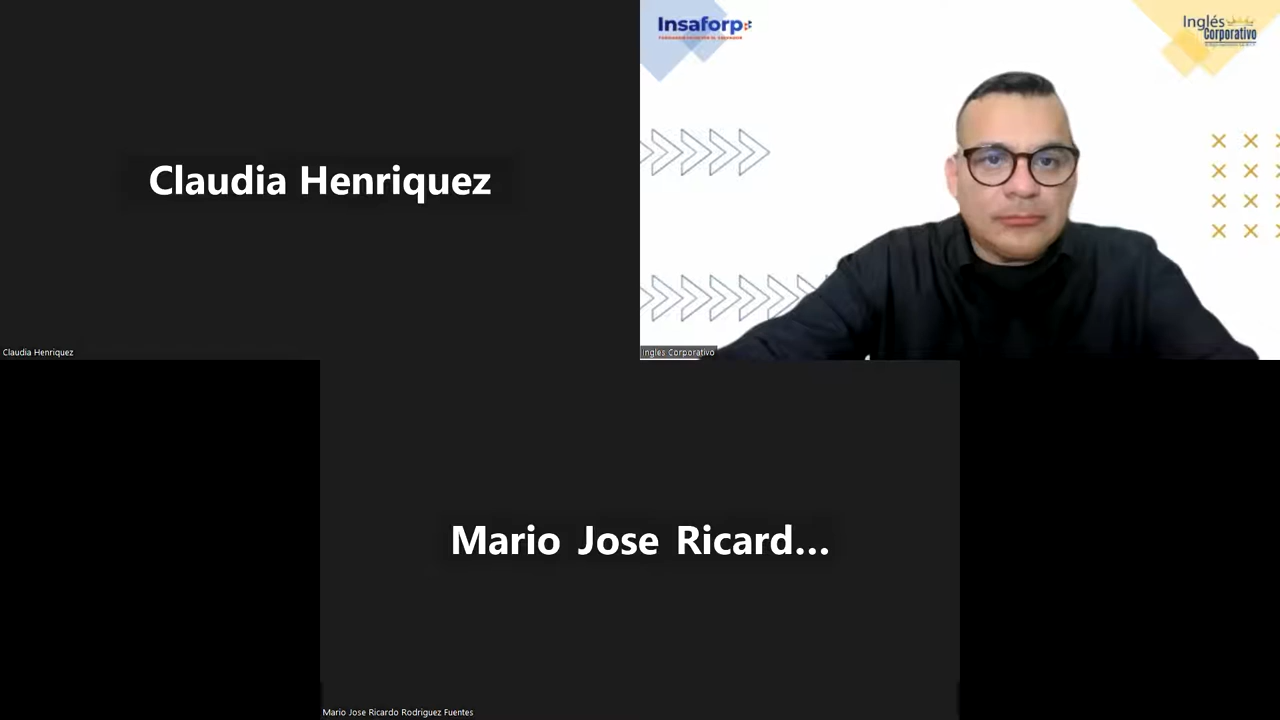 Claudia Henriquez
Claudia Henriquez
Insaforp
Inglés
Corporativo
Ingles Corporativo
Mario Jose Ricard...
Mario Jose Ricardo Rodriguez Fuentes